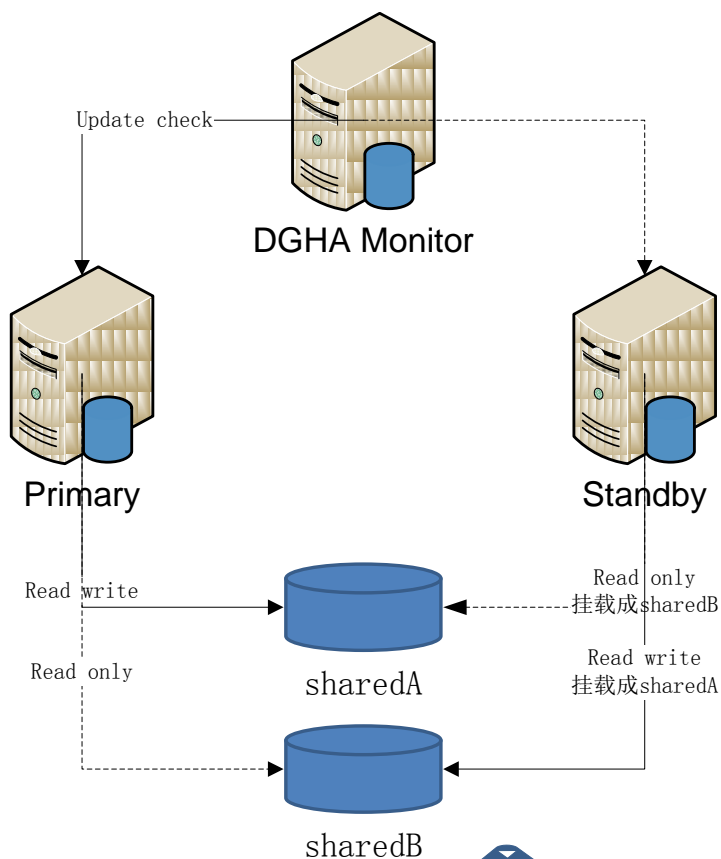 Update check
DGHA Monitor
Primary
Standby
Read write
Read only
挂载成sharedB
Read only
Read write
挂载成sharedA
sharedA
sharedB